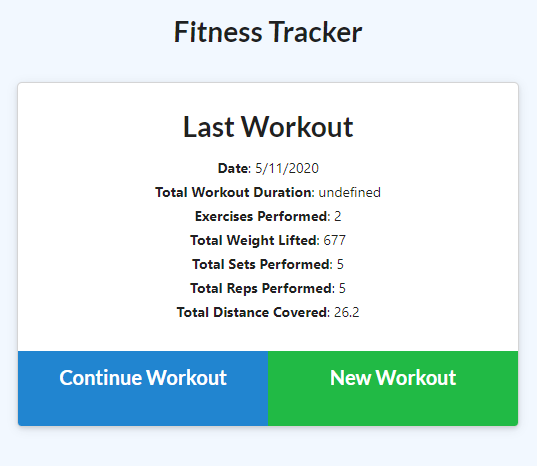 Fitness Tracker
Last Workout
Date: 5/11/2020
Total Workout Duration: undefined
Exercises Performed: 2
Total Weight Lifted: 677
Total Sets Performed: 5
Total Reps Performed: 5
Total Distance Covered: 26.2
Continue Workout
New Workout